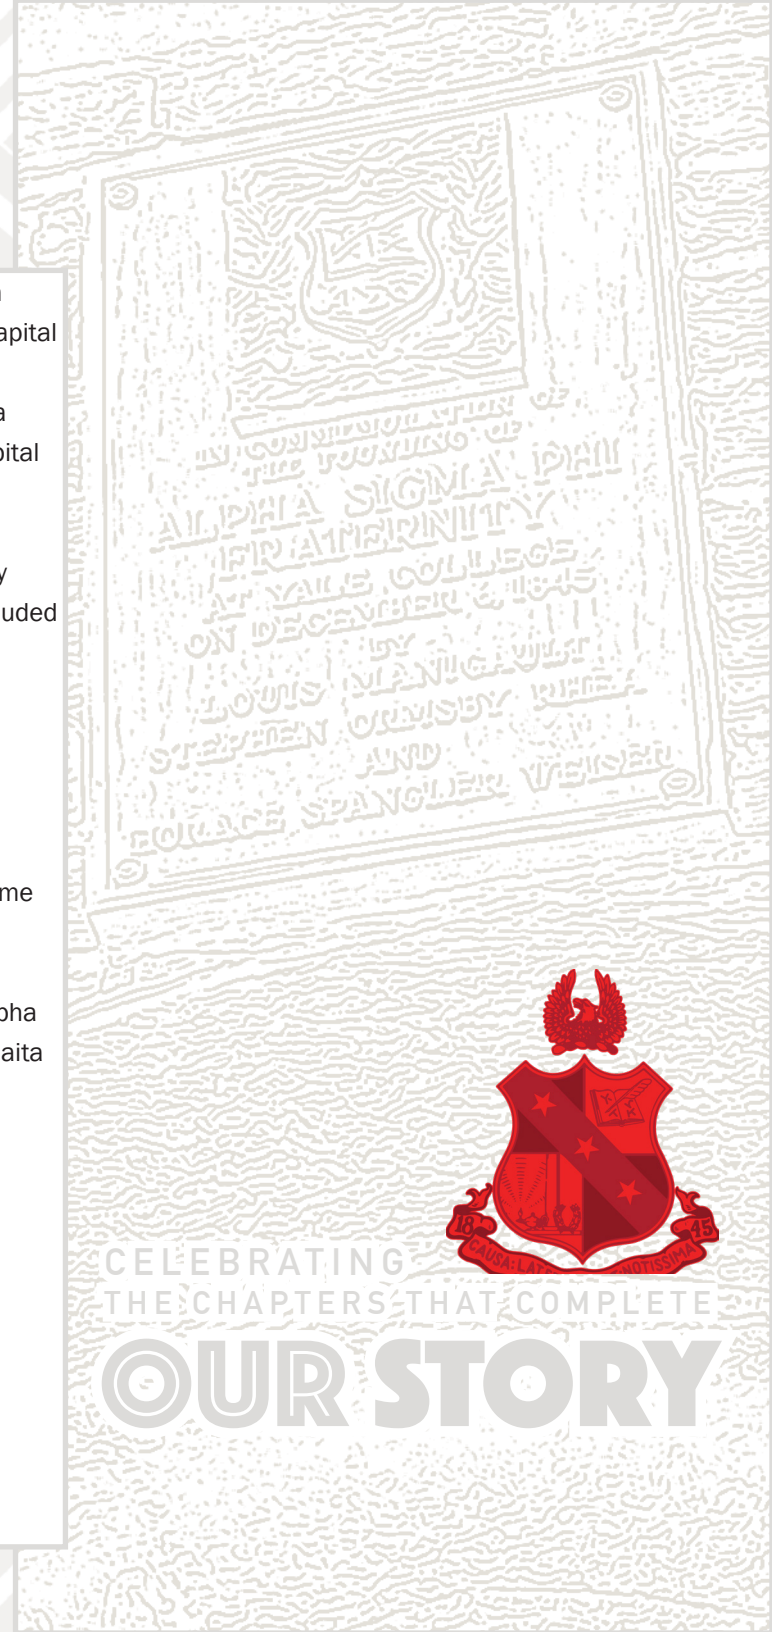 apital
a
pital
y
uded
me
pha
aita
IN COMMEMORATION OF
THE FOUNDING OF
ALPHA SIGMA PHI
FRATERNITY
AT YALE COLLEGE
ON DECEMBER 6, 1845
BY
LOUIS MANIGAULT
STEPHEN ORMSBY RHEA
AND
HORACE SPANGLER WEISER
18
45
CAUSA: LAT NOTISSIMA
CELEBRATING
THE CHAPTERS THAT COMPLETE
OUR STORY